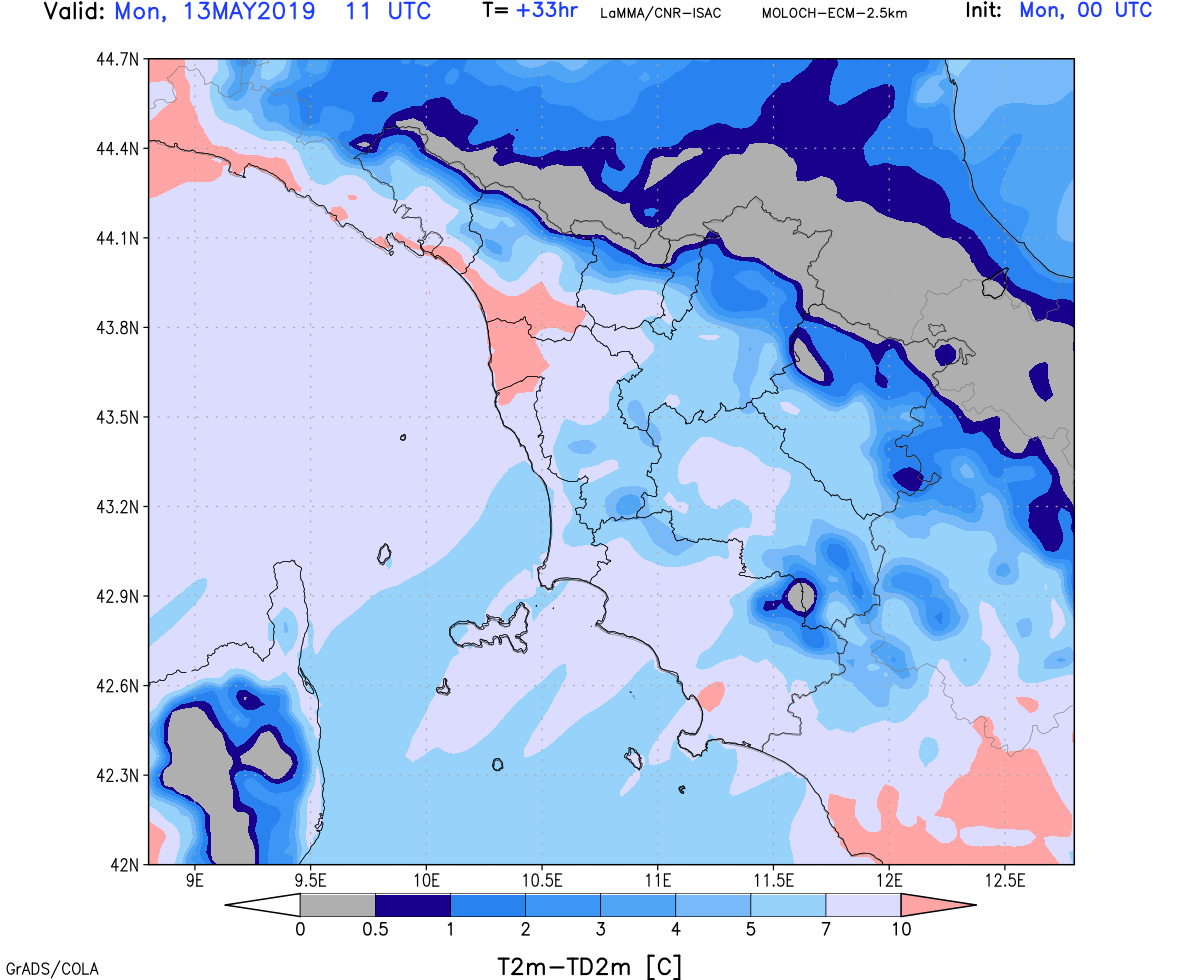 Valid: Mon, 13MAY2019 11 UTC T= +33hr LaMMA/CNR-ISAC MOLOCH-ECM-2.5km Init: Mon, 00 UTC
44.7N
44.4N
44.1N
43.8N
43.5N
43.2N
42.9N
42.6N
42.3N
42N
9E 9.5E 10E 10.5E 11E 11.5E 12E 12.5E
0 0.5 1 2 3 4 5 7 10
GrADS/COLA T2m-TD2m [C]